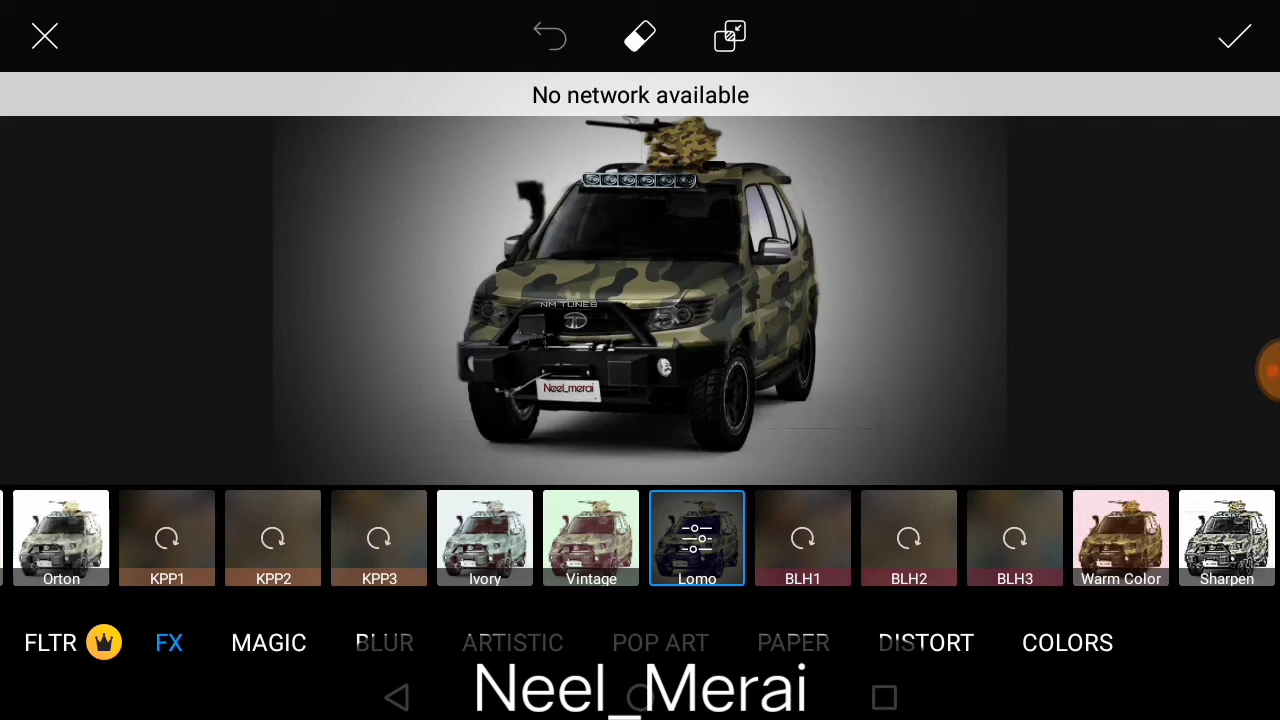 No network available
NM TUNES
Neel_merai
Orton
KPP1
KPP2
KPP3
Ivory
Vintage
Lomo
BLH1
BLH2
BLH3
Warm Color
Sharpen
FLTR
FX
MAGIC
BLUR
ARTISTIC
POP ART
PAPER
DISTORT
COLORS
Neel_Merai